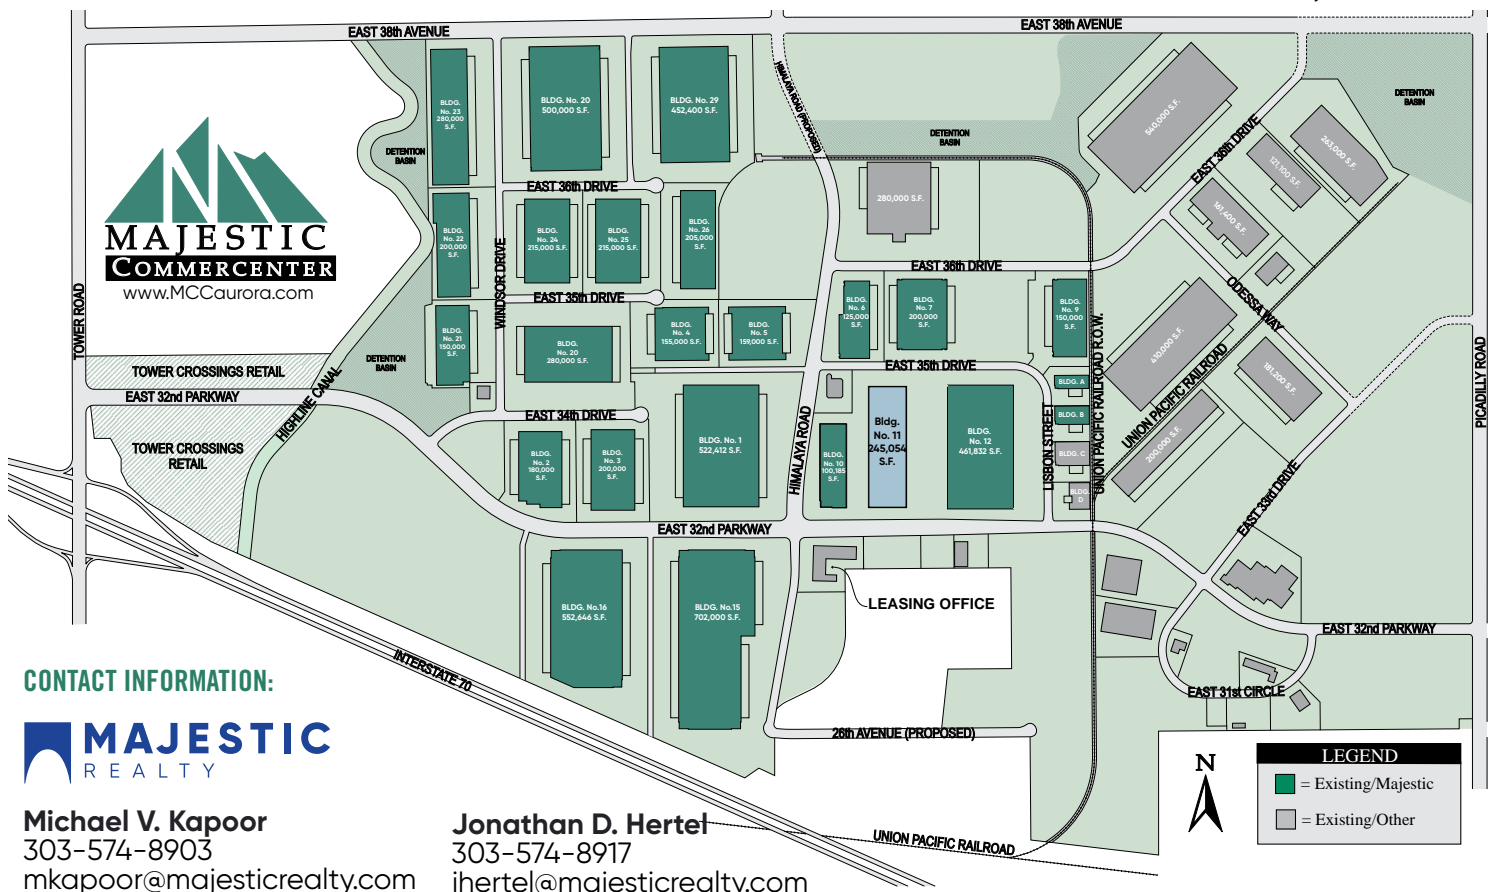 EAST 38th AVENUE
EAST 38th AVENUE
BLDG.
No. 23
280,000
S.F.
BLDG. No. 20
500,000 S.F.
BLDG. No. 29
452,400 S.F.
HIMALAYA ROAD (PROPOSED)
DETENTION
BASIN
540,000 S.F.
EAST 36th DRIVE
121,100 S.F.
263,000 S.F.
DETENTION
BASIN
DETENTION
BASIN
MAJESTIC
COMMERCENTER
www.MCCaurora.com
EAST 36th DRIVE
280,000 S.F.
161,400 S.F.
BLDG.
No. 22
200,000
S.F.
WINDSOR DRIVE
BLDG.
No. 24
215,000 S.F.
BLDG.
No. 25
215,000 S.F.
BLDG.
No. 26
205,000
S.F.
EAST 36th DRIVE
ODESSA WAY
TOWER ROAD
EAST 35th DRIVE
BLDG.
No. 21
150,000
S.F.
BLDG.
No. 20
280,000 S.F.
BLDG.
No. 4
155,000 S.F.
BLDG.
No. 5
159,000 S.F.
BLDG.
No. 6
125,000
S.F.
BLDG.
No. 7
200,000
S.F.
BLDG.
No. 9
150,000
S.F.
UNION PACIFIC RAILROAD R.O.W.
410,000 S.F.
UNION PACIFIC RAILROAD
181,200 S.F.
PICADILLY ROAD
DETENTION
BASIN
TOWER CROSSINGS RETAIL
EAST 32nd PARKWAY
HIGHLINE CANAL
TOWER CROSSINGS
RETAIL
EAST 35th DRIVE
BLDG. A
BLDG. B
BLDG. C
BLDG.
D
LISBON STREET
200,000 S.F.
EAST 33rd DRIVE
EAST 34th DRIVE
BLDG.
No. 2
180,000
S.F.
BLDG.
No. 3
200,000
S.F.
BLDG. No. 1
522,412 S.F.
HIMALAYA ROAD
BLDG.
No. 10
100,185
S.F.
Bldg.
No. 11
245,054
S.F.
BLDG.
No. 12
461,832 S.F.
EAST 32nd PARKWAY
BLDG. No.16
552,646 S.F.
BLDG. No.15
702,000 S.F.
LEASING OFFICE
EAST 32nd PARKWAY
EAST 31st CIRCLE
INTERSTATE 70
26th AVENUE (PROPOSED)
UNION PACIFIC RAILROAD
CONTACT INFORMATION:
MAJESTIC
REALTY
Michael V. Kapoor
303-574-8903
mkapoor@majesticrealty.com
Jonathan D. Hertel
303-574-8917
jhertel@majesticrealty.com
N
LEGEND
= Existing/Majestic
= Existing/Other